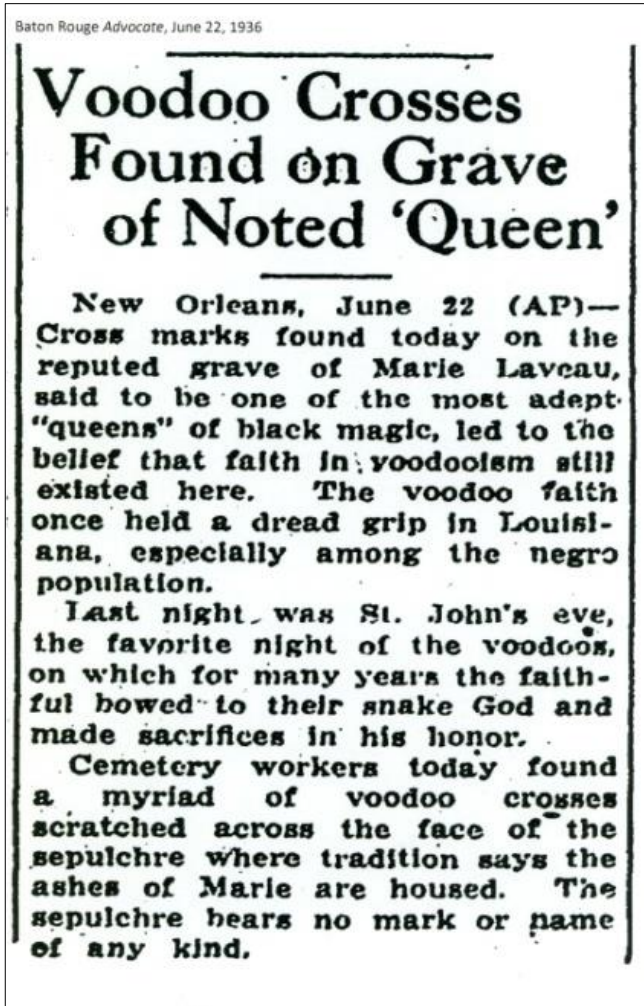 Baton Rouge Advocate, June 22, 1936
Voodoo Crosses
Found on Grave
of Noted 'Queen'
New Orleans, June 22 (AP)—
Cross marks found today on the
reputed grave of Marie Laveau,
said to be one of the most adept
"queens" of black magic, led to the
belief that faith in voodooism still
existed here. The voodoo faith
once held a dread grip in Louisi-
ana, especially among the negro
population.
Last night was St. John's eve,
the favorite night of the voodoos,
on which for many years the faith-
ful bowed to their snake God and
made sacrifices in his honor.
Cemetery workers today found
a myriad of voodoo crosses
scratched across the face of the
sepulchre where tradition says the
ashes of Marie are housed. The
sepulchre bears no mark or name
of any kind.